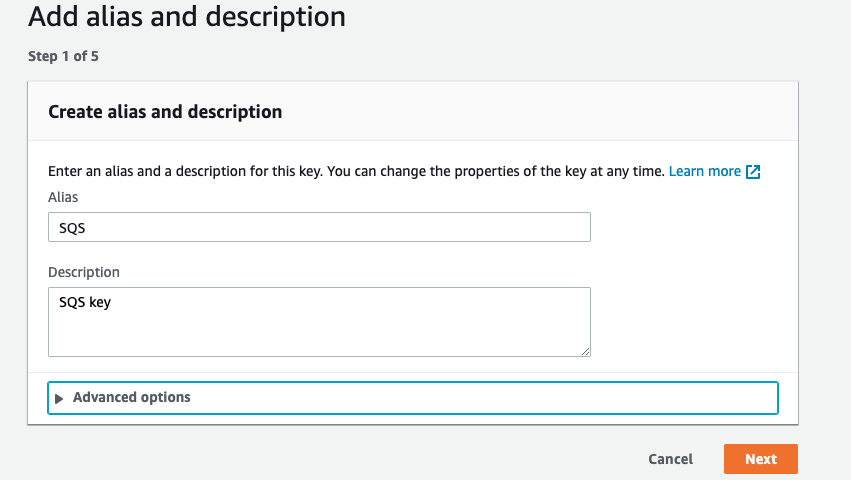 Add alias and description
Step 1 of 5
Create alias and description
Enter an alias and a description for this key. You can change the properties of the key at any time. Learn more
Alias
SQS
Description
SQS key
Advanced options
Cancel Next